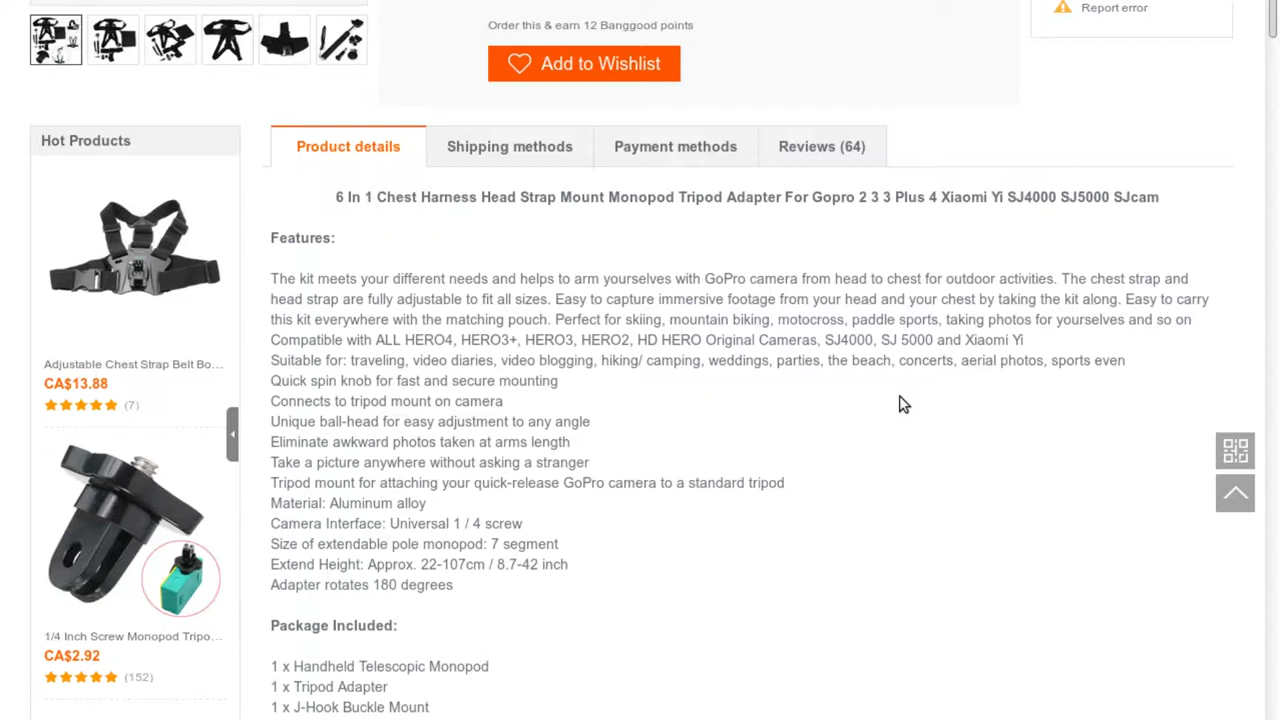 Order this & earn 12 Banggood points
Report error
Add to Wishlist
Hot Products
Product details
Shipping methods
Payment methods
Reviews (64)
6 In 1 Chest Harness Head Strap Mount Monopod Tripod Adapter For Gopro 2 3 3 Plus 4 Xiaomi Yi SJ4000 SJ5000 SJcam
Features:
The kit meets your different needs and helps to arm yourselves with GoPro camera from head to chest for outdoor activities. The chest strap and
head strap are fully adjustable to fit all sizes. Easy to capture immersive footage from your head and your chest by taking the kit along. Easy to carry
this kit everywhere with the matching pouch. Perfect for skiing, mountain biking, motocross, paddle sports, taking photos for yourselves and so on
Compatible with ALL HERO4, HERO3+, HERO3, HERO2, HD HERO Original Cameras, SJ4000, SJ 5000 and Xiaomi Yi
Suitable for: traveling, video diaries, video blogging, hiking/ camping, weddings, parties, the beach, concerts, aerial photos, sports even
Quick spin knob for fast and secure mounting
Connects to tripod mount on camera
Unique ball-head for easy adjustment to any angle
Eliminate awkward photos taken at arms length
Take a picture anywhere without asking a stranger
Tripod mount for attaching your quick-release GoPro camera to a standard tripod
Material: Aluminum alloy
Camera Interface: Universal 1 / 4 screw
Size of extendable pole monopod: 7 segment
Extend Height: Approx. 22-107cm / 8.7-42 inch
Adapter rotates 180 degrees
Package Included:
1 x Handheld Telescopic Monopod
1 x Tripod Adapter
1 x J-Hook Buckle Mount
Adjustable Chest Strap Belt Bo...
CA$13.88
(7)
1/4 Inch Screw Monopod Tripo...
CA$2.92
(152)